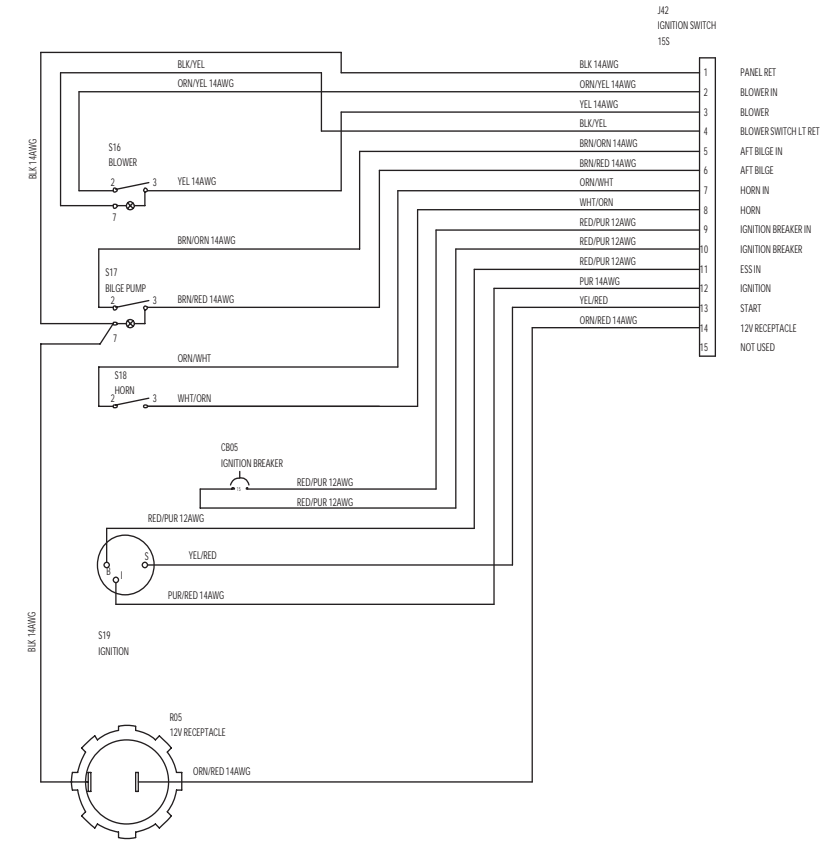 J42
IGNITION SWITCH
15S
BLK/YEL
BLK 14AWG
1
PANEL RET
ORN/YEL 14AWG
ORN/YEL 14AWG
2
BLOWER IN
YEL 14AWG
3
BLOWER
BLK/YEL
4
BLOWER SWITCH LT RET
BLK 14AWG
S16
BLOWER
BRN/ORN 14AWG
5
AFT BILGE IN
BRN/RED 14AWG
6
AFT BILGE
2
3
YEL 14AWG
ORN/WHT
7
HORN IN
7
WHT/ORN
8
HORN
RED/PUR 12AWG
9
IGNITION BREAKER IN
BRN/ORN 14AWG
RED/PUR 12AWG
10
IGNITION BREAKER
S17
BILGE PUMP
RED/PUR 12AWG
11
ESS IN
PUR 14AWG
12
IGNITION
2
3
BRN/RED 14AWG
YEL/RED
13
START
ORN/RED 14AWG
14
12V RECEPTACLE
7
15
NOT USED
ORN/WHT
S18
HORN
2
3
WHT/ORN
CB05
IGNITION BREAKER
RED/PUR 12AWG
15
RED/PUR 12AWG
RED/PUR 12AWG
S
YEL/RED
B
I
PUR/RED 14AWG
BLK 14AWG
S19
IGNITION
R05
12V RECEPTACLE
ORN/RED 14AWG